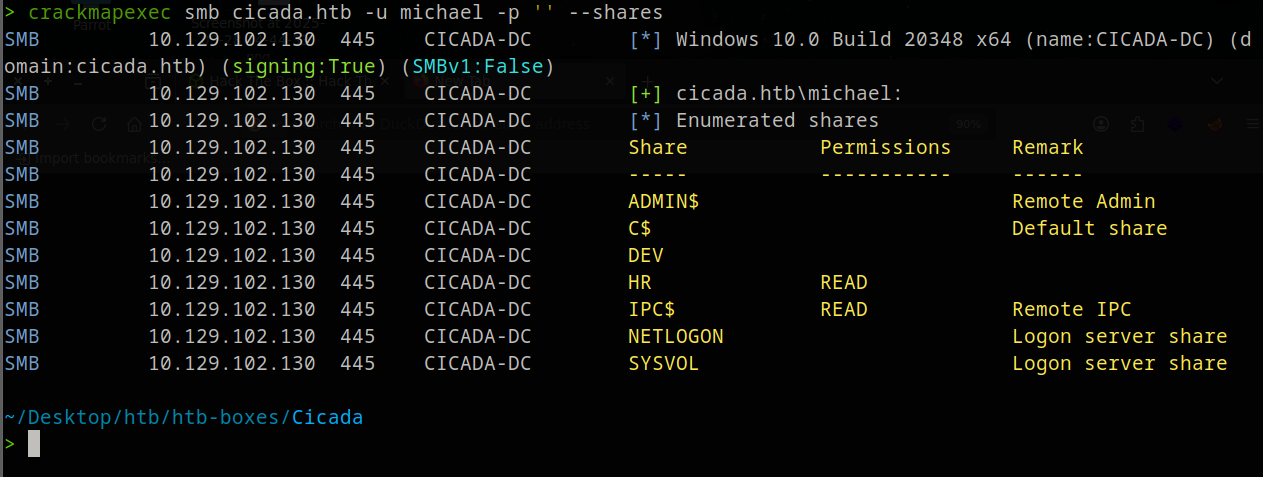 > crackmapexec smb cicada.htb -u michael -p '' --shares
SMB 10.129.102.130 445 CICADA-DC [*] Windows 10.0 Build 20348 x64 (name:CICADA-DC) (d
omain:cicada.htb) (signing:True) (SMBv1:False)
SMB 10.129.102.130 445 CICADA-DC [+] cicada.htb\michael:
SMB 10.129.102.130 445 CICADA-DC [*] Enumerated shares
SMB 10.129.102.130 445 CICADA-DC Share Permissions Remark
SMB 10.129.102.130 445 CICADA-DC ----- ----------- ------
SMB 10.129.102.130 445 CICADA-DC ADMIN$ Remote Admin
SMB 10.129.102.130 445 CICADA-DC C$ Default share
SMB 10.129.102.130 445 CICADA-DC DEV
SMB 10.129.102.130 445 CICADA-DC HR READ
SMB 10.129.102.130 445 CICADA-DC IPC$ READ Remote IPC
SMB 10.129.102.130 445 CICADA-DC NETLOGON Logon server share
SMB 10.129.102.130 445 CICADA-DC SYSVOL Logon server share
~/Desktop/htb/htb-boxes/Cicada
>
Parrot
90%
Import bookmarks...